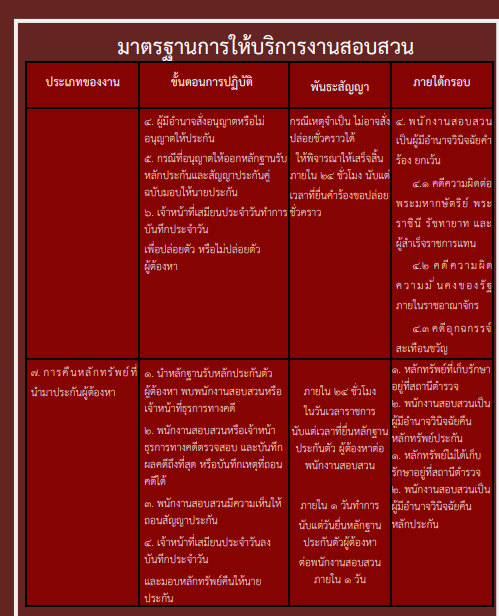 มาตรฐานการให้บริการงานสอบสวน
ประเภทของงาน
ขั้นตอนการปฏิบัติ
พันธะสัญญา
ภายใต้กรอบ
๔. ผู้มีอำนาจสั่งอนุญาตหรือไม่
อนุญาตให้ประกัน
๕. กรณีที่อนุญาตให้ออกหลักฐานรับ
หลักประกันและสัญญาประกันคู่
ฉบับมอบให้นายประกัน
๖. เจ้าหน้าที่เสมียนประจำวันทำการ
บันทึกประจำวัน
เพื่อปล่อยตัว หรือไม่ปล่อยตัว
ผู้ต้องหา
กรณีเหตุจำเป็น ไม่อาจสั่ง
ปล่อยชั่วคราวได้
ให้พิจารณาให้เสร็จสิ้น
ภายใน ๒๔ ชั่วโมง นับแต่
เวลาที่ยื่นคำร้องขอปล่อย
ชั่วคราว
๔. พนักงานสอบสวน
เป็นผู้มีอำนาจวินิจฉัยคำ
ร้อง ยกเว้น
๔.๑ คดีความผิดต่อ
พระมหากษัตริย์ พระ
ราชินี รัชทายาท และ
ผู้สำเร็จราชการแทน
๔.๒ คดีความผิด
ความมั่นคงของรัฐ
ภายในราชอาณาจักร
๔.๓ คดีอุกฉกรรจ์
สะเทือนขวัญ
๗. การคืนหลักทรัพย์ที่
นำมาประกันผู้ต้องหา
๑. นำหลักฐานรับหลักประกันตัว
ผู้ต้องหา พบพนักงานสอบสวนหรือ
เจ้าหน้าที่ธุรการทางคดี
๒. พนักงานสอบสวนหรือเจ้าหน้า
ธุรการทางคดีตรวจสอบ และบันทึก
ผลคดีถึงที่สุด หรือบันทึกเหตุที่ถอน
คดีได้
๓. พนักงานสอบสวนมีความเห็นให้
ถอนสัญญาประกัน
๔. เจ้าหน้าที่เสมียนประจำวันลง
บันทึกประจำวัน
และมอบหลักทรัพย์คืนให้นาย
ประกัน
ภายใน ๒๔ ชั่วโมง
ในวันเวลาราชการ
นับแต่เวลาที่ยื่นหลักฐาน
ประกันตัว ผู้ต้องหาต่อ
พนักงานสอบสวน
ภายใน ๑ วันทำการ
นับแต่วันยื่นหลักฐาน
ประกันตัวผู้ต้องหา
ต่อพนักงานสอบสวน
ภายใน ๑ วัน
๑. หลักทรัพย์ที่เก็บรักษา
อยู่ที่สถานีตำรวจ
๒. พนักงานสอบสวนเป็น
ผู้มีอำนาจวินิจฉัยคืน
หลักทรัพย์ประกัน
๑. หลักทรัพย์ไม่ได้เก็บ
รักษาอยู่ที่สถานีตำรวจ
๒. พนักงานสอบสวนเป็น
ผู้มีอำนาจวินิจฉัยคืน
หลักประกัน